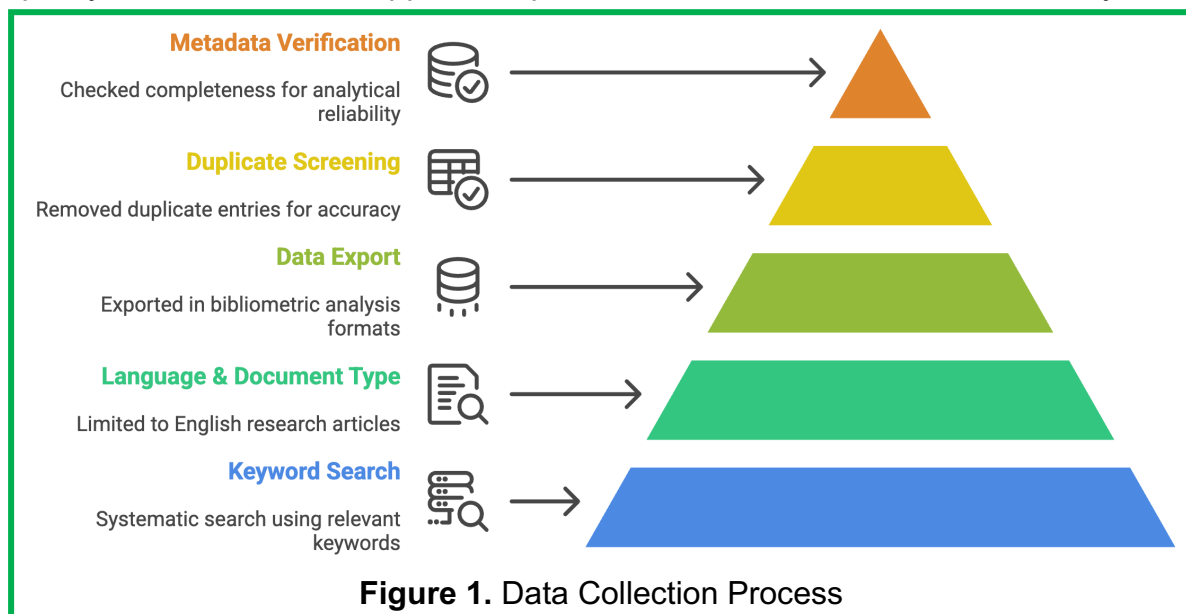 Metadata Verification
Checked completeness for analytical
reliability
Duplicate Screening
Removed duplicate entries for accuracy
Data Export
Exported in bibliometric analysis
formats
Language & Document Type
Limited to English research articles
Keyword Search
Systematic search using relevant
keywords
Figure 1. Data Collection Process